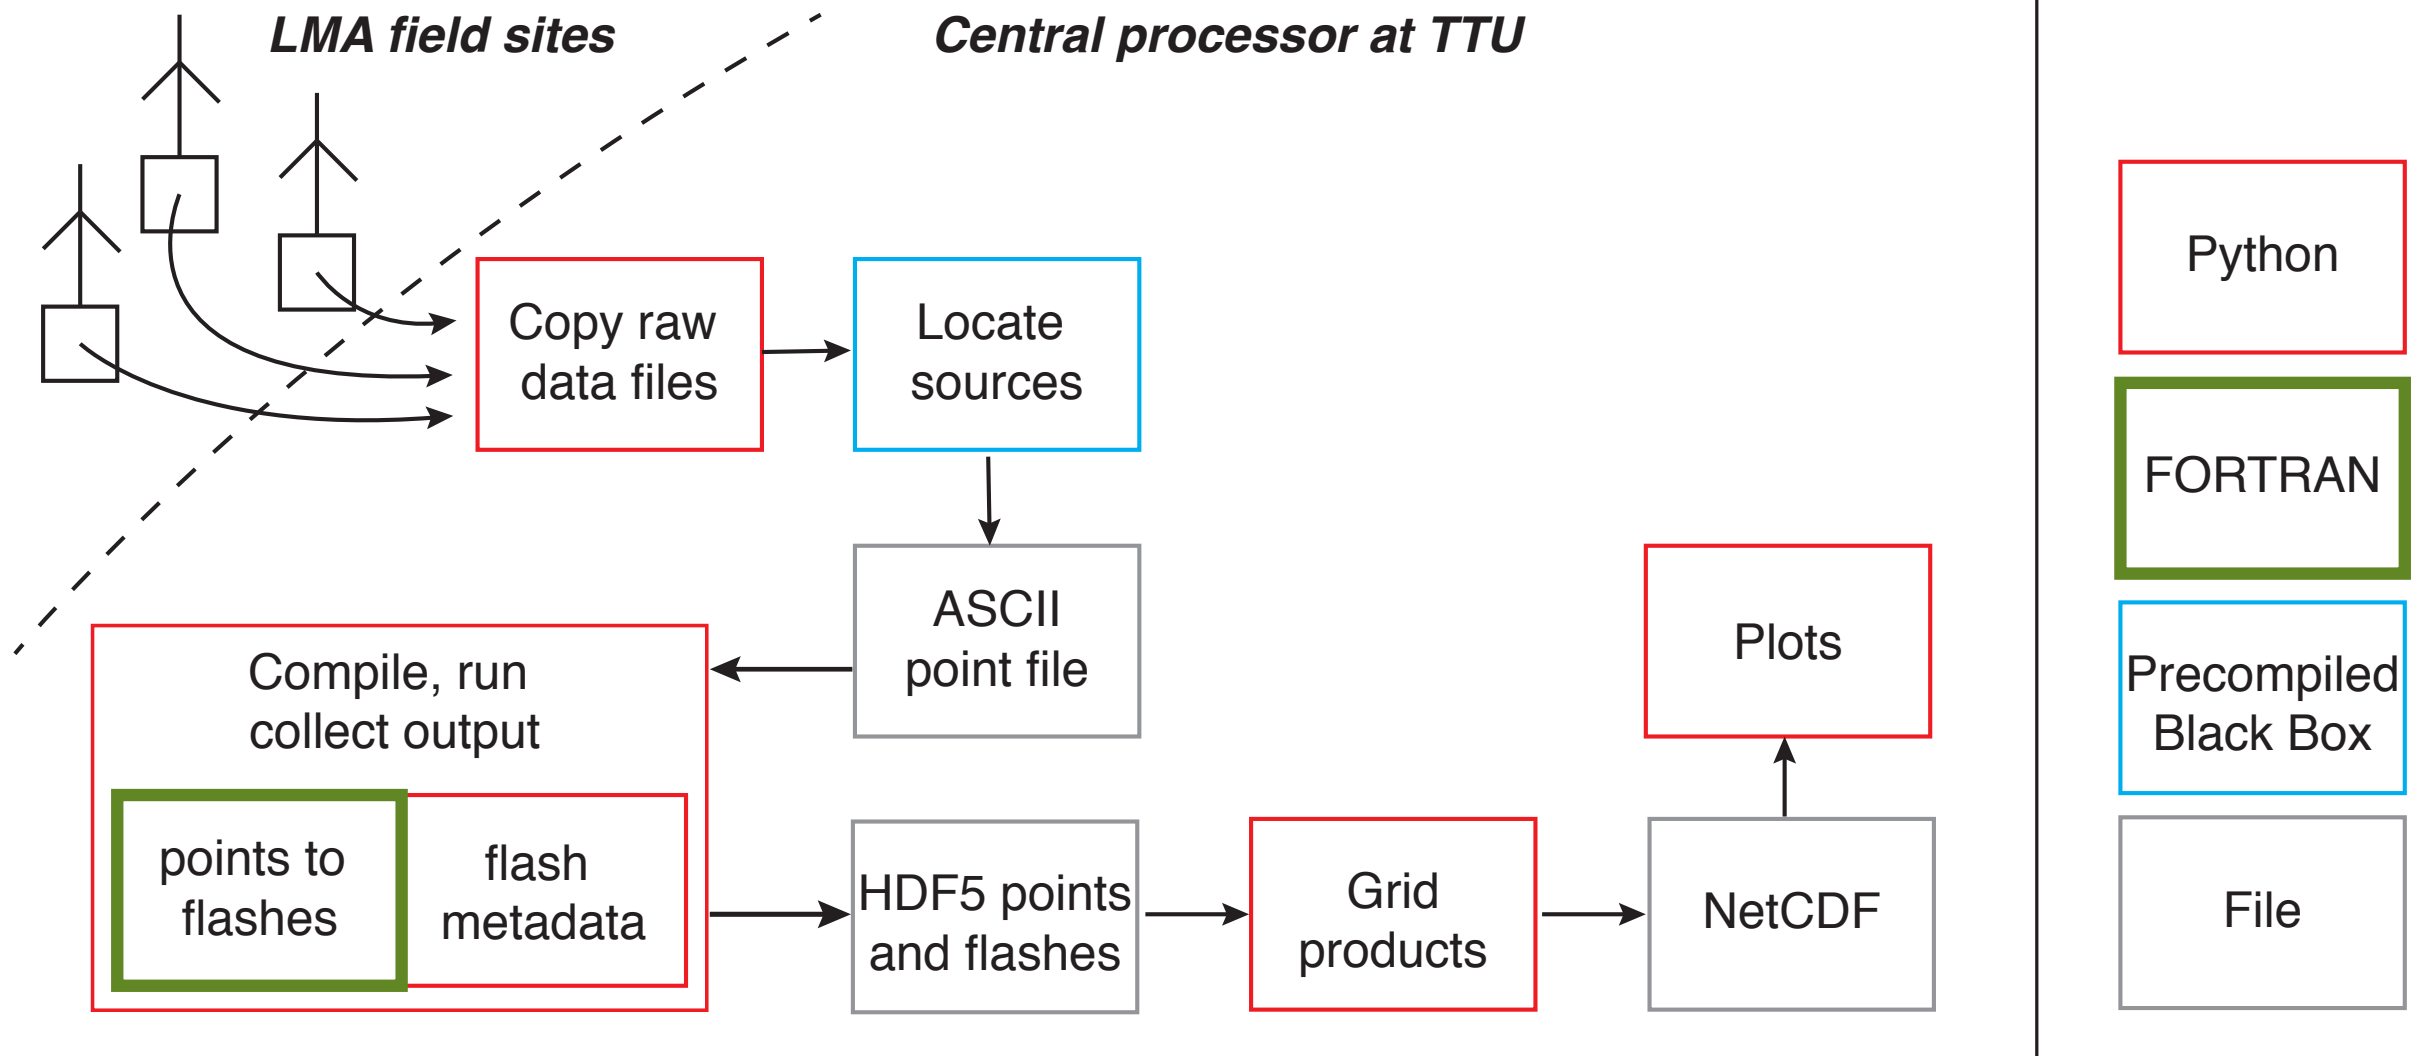 LMA field sites
Central processor at TTU
Copy raw
data files
Locate
sources
ASCII
point file
Compile, run
collect output
points to
flashes
flash
metadata
HDF5 points
and flashes
Grid
products
NetCDF
Plots
Python
FORTRAN
Precompiled
Black Box
File